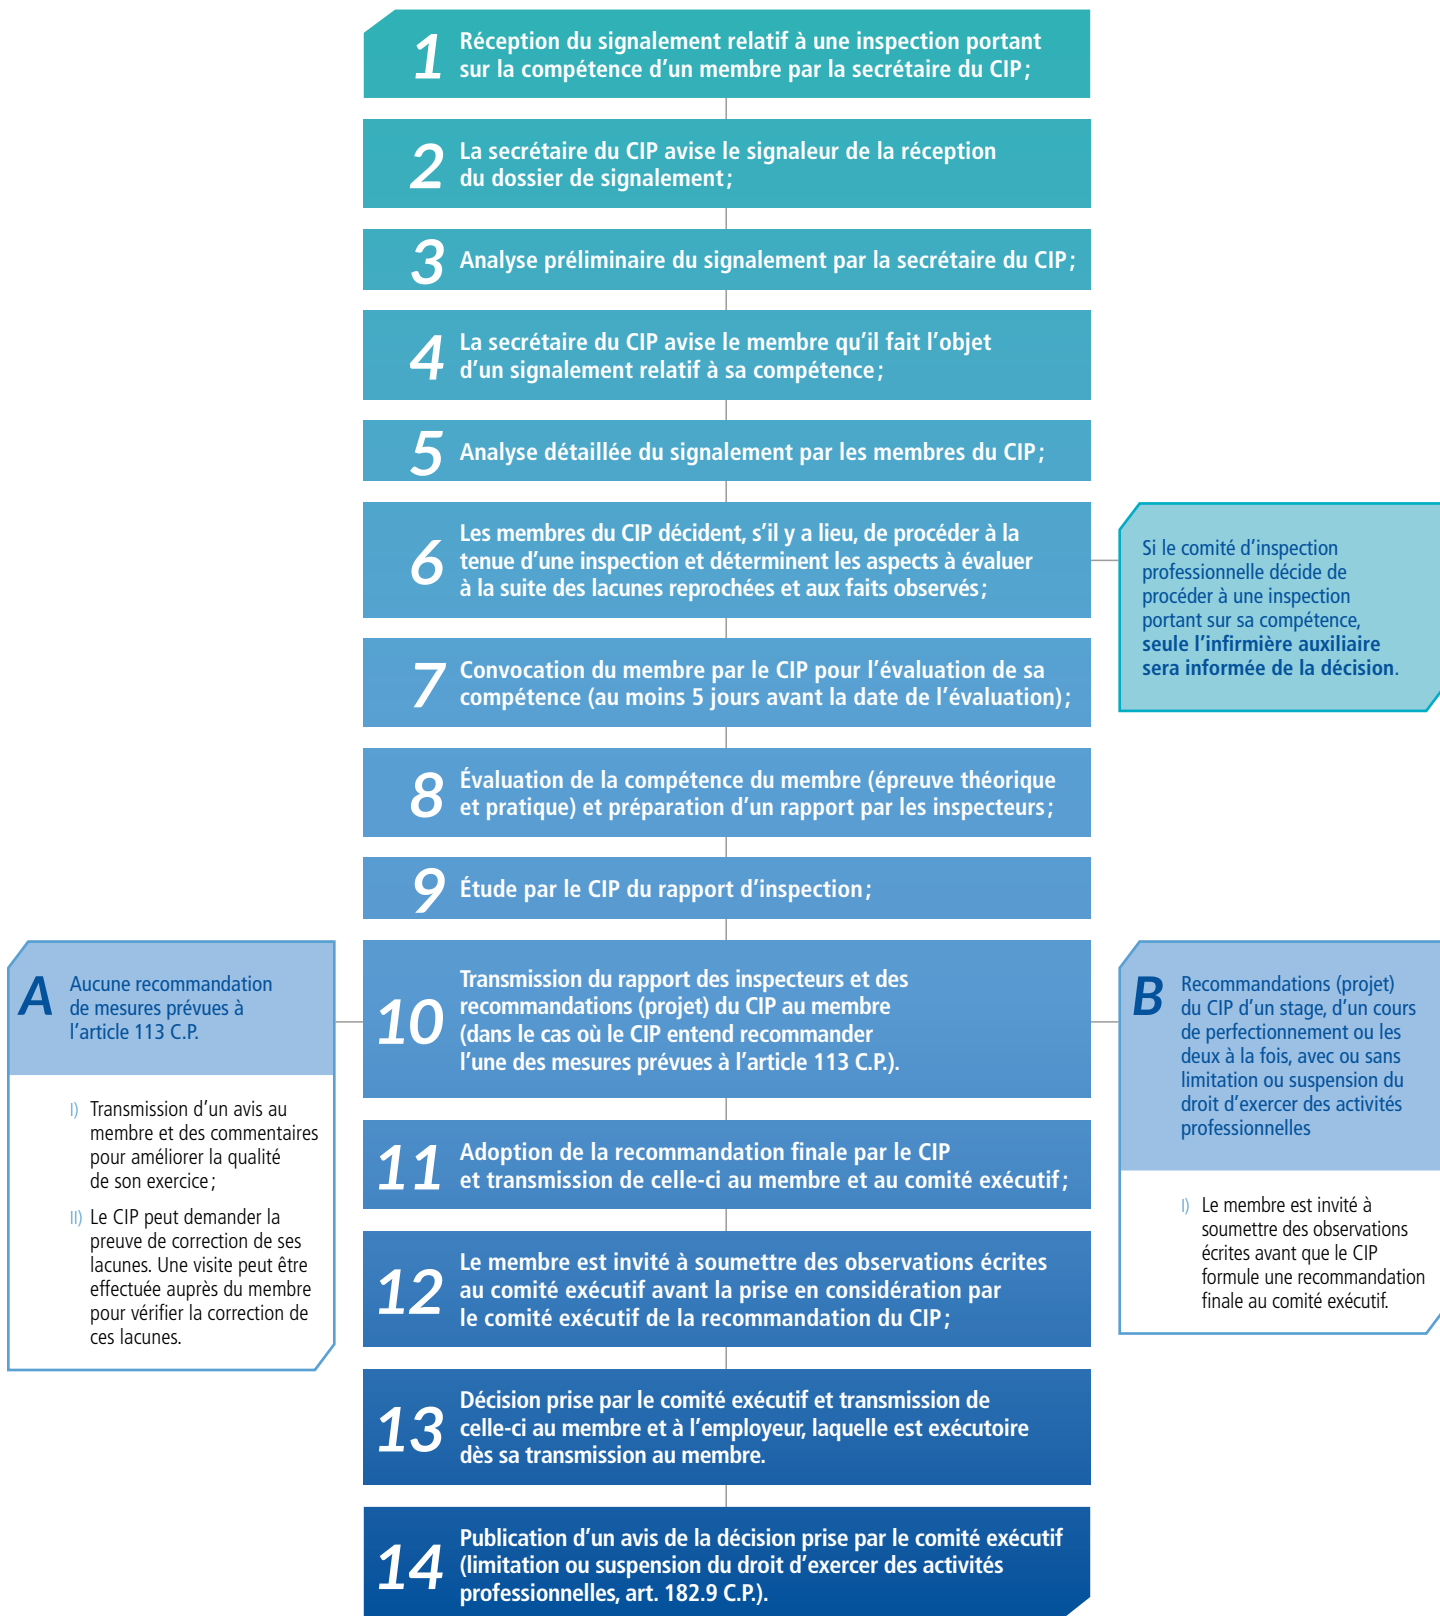 1 Réception du signalement relatif à une inspection portant
sur la compétence d’un membre par la secrétaire du CIP ;
2 La secrétaire du CIP avise le signaleur de la réception
du dossier de signalement ;
3 Analyse préliminaire du signalement par la secrétaire du CIP ;
4 La secrétaire du CIP avise le membre qu’il fait l’objet
d’un signalement relatif à sa compétence ;
5 Analyse détaillée du signalement par les membres du CIP ;
6 Les membres du CIP décident, s’il y a lieu, de procéder à la
tenue d’une inspection et déterminent les aspects à évaluer
à la suite des lacunes reprochées et aux faits observés ;
Si le comité d’inspection
professionnelle décide de
procéder à une inspection
portant sur sa compétence,
seule l’infirmière auxiliaire
sera informée de la décision.
7 Convocation du membre par le CIP pour l’évaluation de sa
compétence (au moins 5 jours avant la date de l’évaluation) ;
8 Évaluation de la compétence du membre (épreuve théorique
et pratique) et préparation d’un rapport par les inspecteurs ;
9 Étude par le CIP du rapport d’inspection ;
10 Transmission du rapport des inspecteurs et des
recommandations (projet) du CIP au membre
(dans le cas où le CIP entend recommander
l’une des mesures prévues à l’article 113 C.P.).
A Aucune recommandation
de mesures prévues à
l’article 113 C.P.
I) Transmission d’un avis au
membre et des commentaires
pour améliorer la qualité
de son exercice ;
II) Le CIP peut demander la
preuve de correction de ses
lacunes. Une visite peut être
effectuée auprès du membre
pour vérifier la correction de
ces lacunes.
B Recommandations (projet)
du CIP d’un stage, d’un cours
de perfectionnement ou les
deux à la fois, avec ou sans
limitation ou suspension du
droit d’exercer des activités
professionnelles
I) Le membre est invité à
soumettre des observations
écrites avant que le CIP
formule une recommandation
finale au comité exécutif.
11 Adoption de la recommandation finale par le CIP
et transmission de celle-ci au membre et au comité exécutif ;
12 Le membre est invité à soumettre des observations écrites
au comité exécutif avant la prise en considération par
le comité exécutif de la recommandation du CIP ;
13 Décision prise par le comité exécutif et transmission de
celle-ci au membre et à l’employeur, laquelle est exécutoire
dès sa transmission au membre.
14 Publication d’un avis de la décision prise par le comité exécutif
(limitation ou suspension du droit d’exercer des activités
professionnelles, art. 182.9 C.P.).